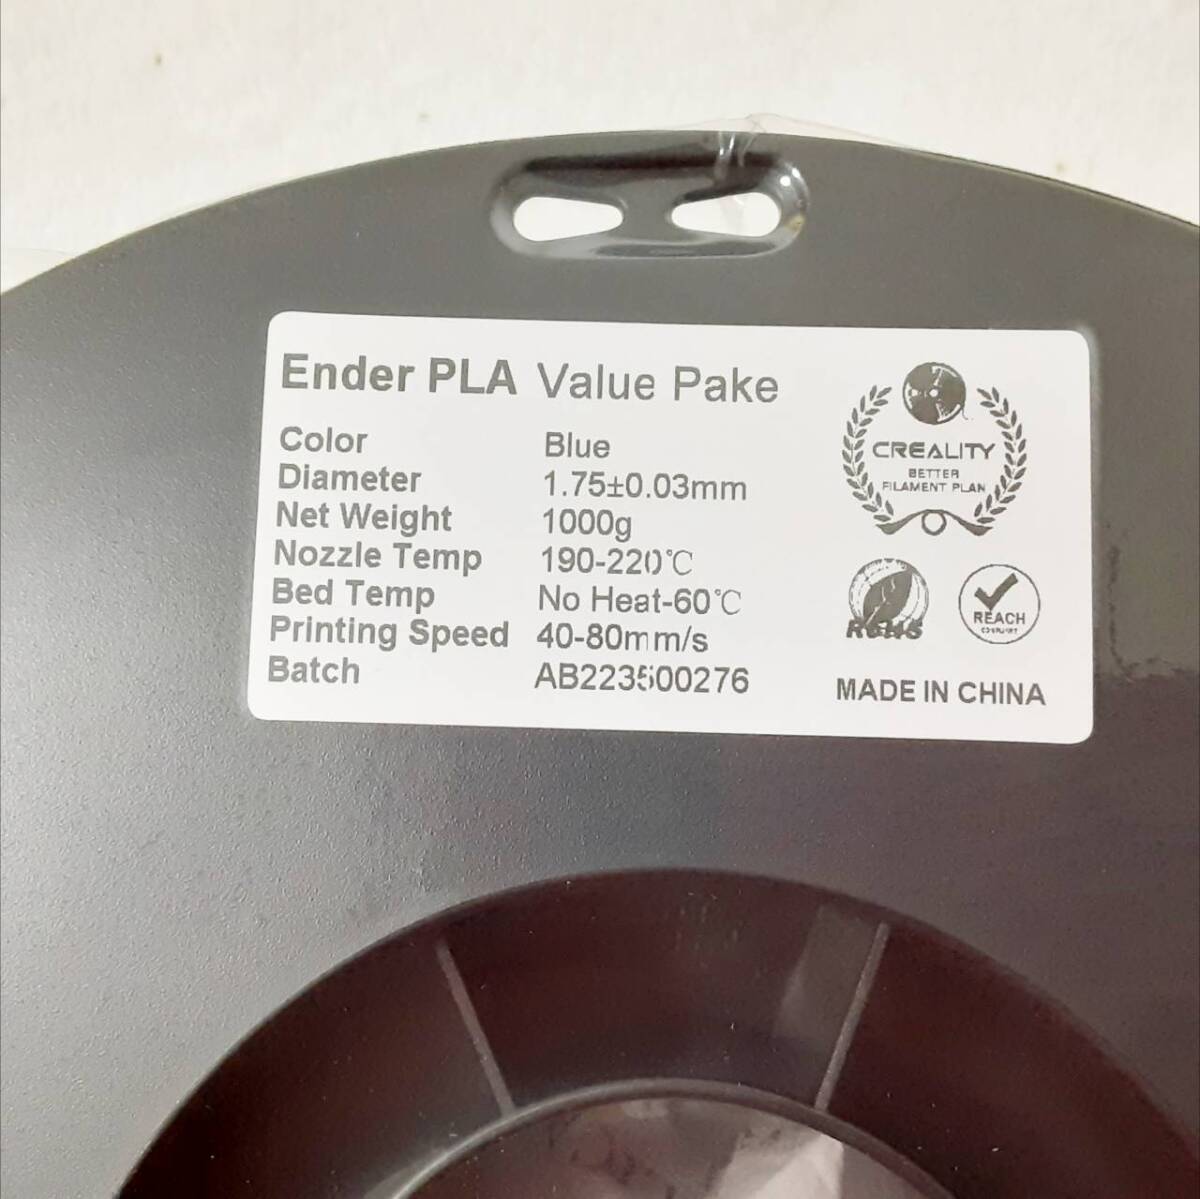 Ender PLA Value Pake
Color Blue
Diameter 1.75±0.03mm
Net Weight 1000g
Nozzle Temp 190-220℃
Bed Temp No Heat-60℃
Printing Speed 40-80mm/s
Batch AB223500276
CREALITY
BETTER
FILAMENT PLAN
RoHS
REACH
MADE IN CHINA